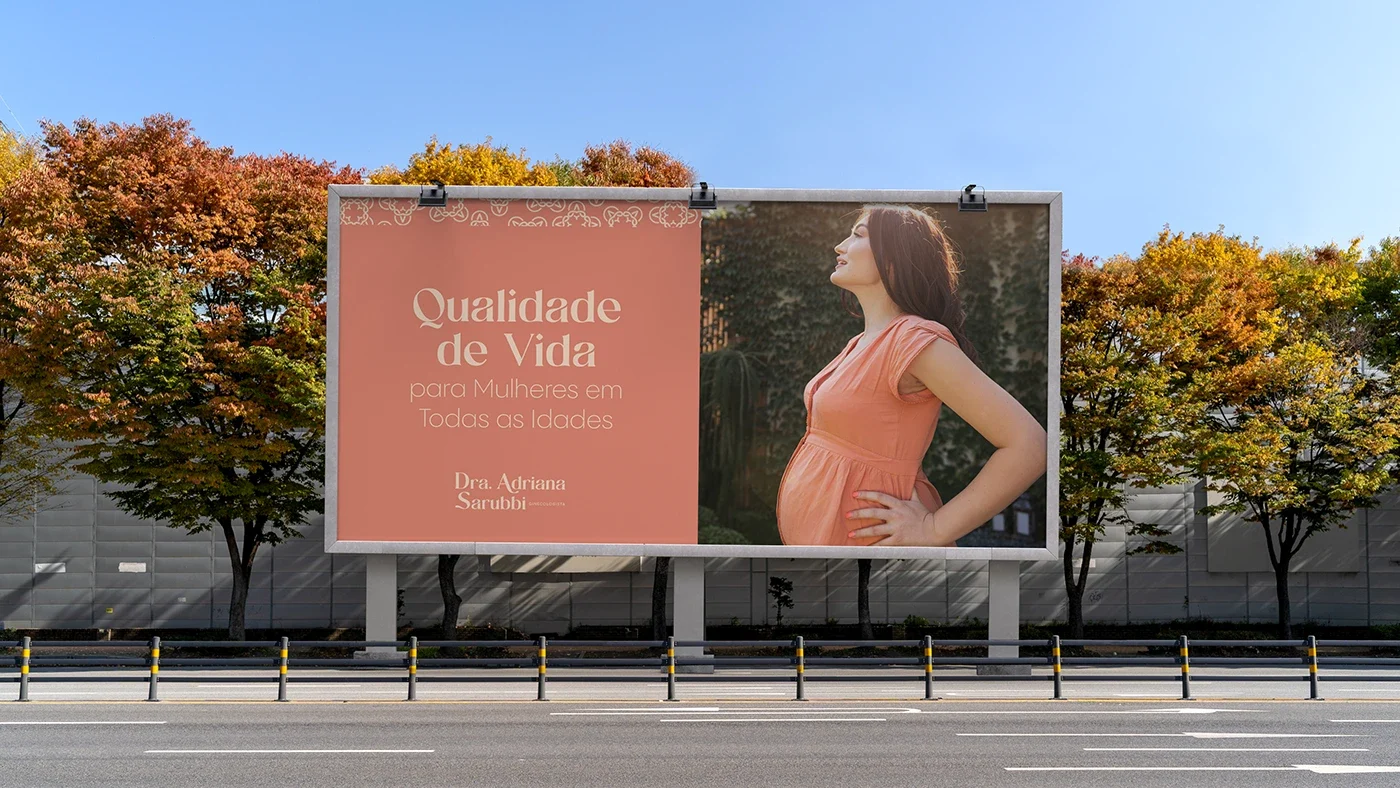 Qualidade
de Vida
para Mulheres em
Todas as Idades
Dra. Adriana
Sarubbi